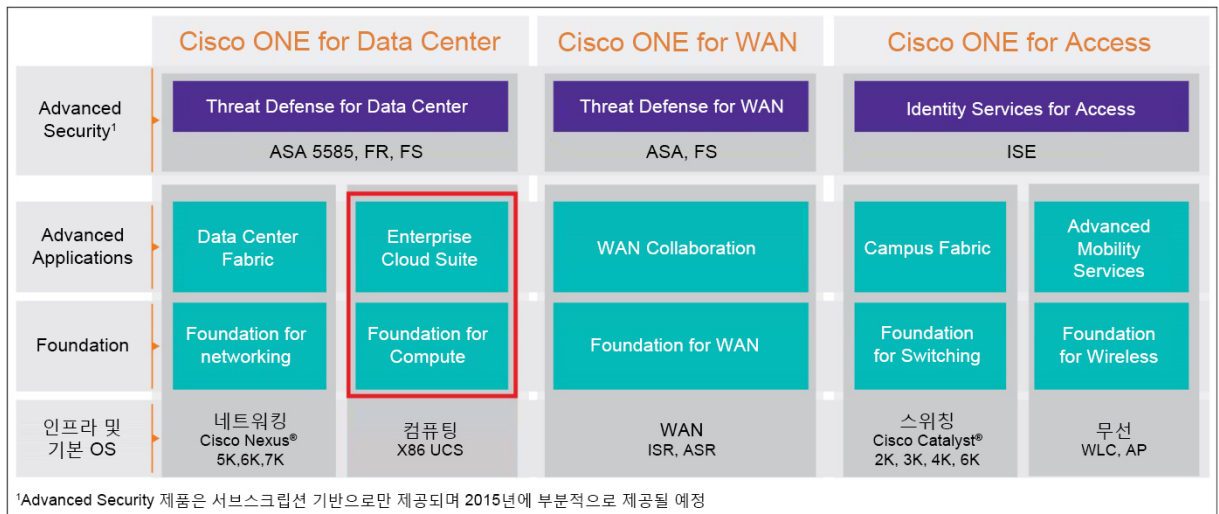 Cisco ONE for Data Center
Cisco ONE for WAN
Cisco ONE for Access
Advanced
Security¹
Threat Defense for Data Center
ASA 5585, FR, FS
Threat Defense for WAN
ASA, FS
Identity Services for Access
ISE
Advanced
Applications
Data Center
Fabric
Enterprise
Cloud Suite
WAN Collaboration
Campus Fabric
Advanced
Mobility
Services
Foundation
Foundation for
networking
Foundation for
Compute
Foundation for WAN
Foundation
for Switching
Foundation
for Wireless
인프라 및
기본 OS
네트워킹
Cisco Nexus®
5K,6K,7K
컴퓨팅
X86 UCS
WAN
ISR, ASR
스위칭
Cisco Catalyst®
2K, 3K, 4K, 6K
무선
WLC, AP
¹Advanced Security 제품은 서브스크립션 기반으로만 제공되며 2015년에 부분적으로 제공될 예정